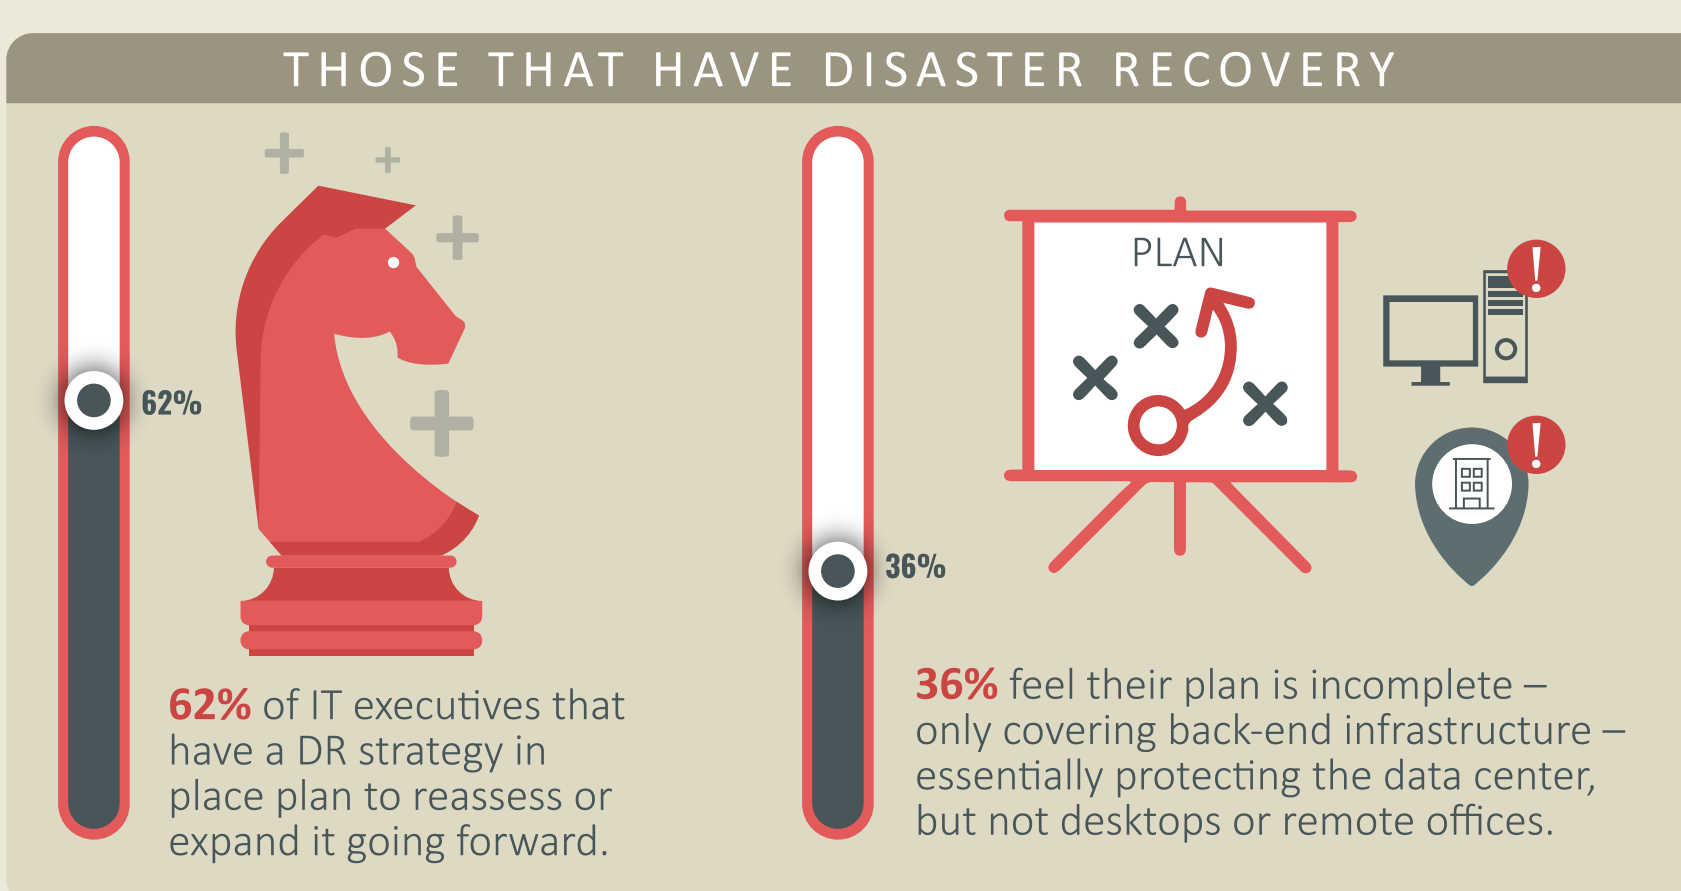 THOSE THAT HAVE DISASTER RECOVERY
62%
62% of IT executives that
have a DR strategy in
place plan to reassess or
expand it going forward.
36%
PLAN
!
!
36% feel their plan is incomplete –
only covering back-end infrastructure –
essentially protecting the data center,
but not desktops or remote offices.